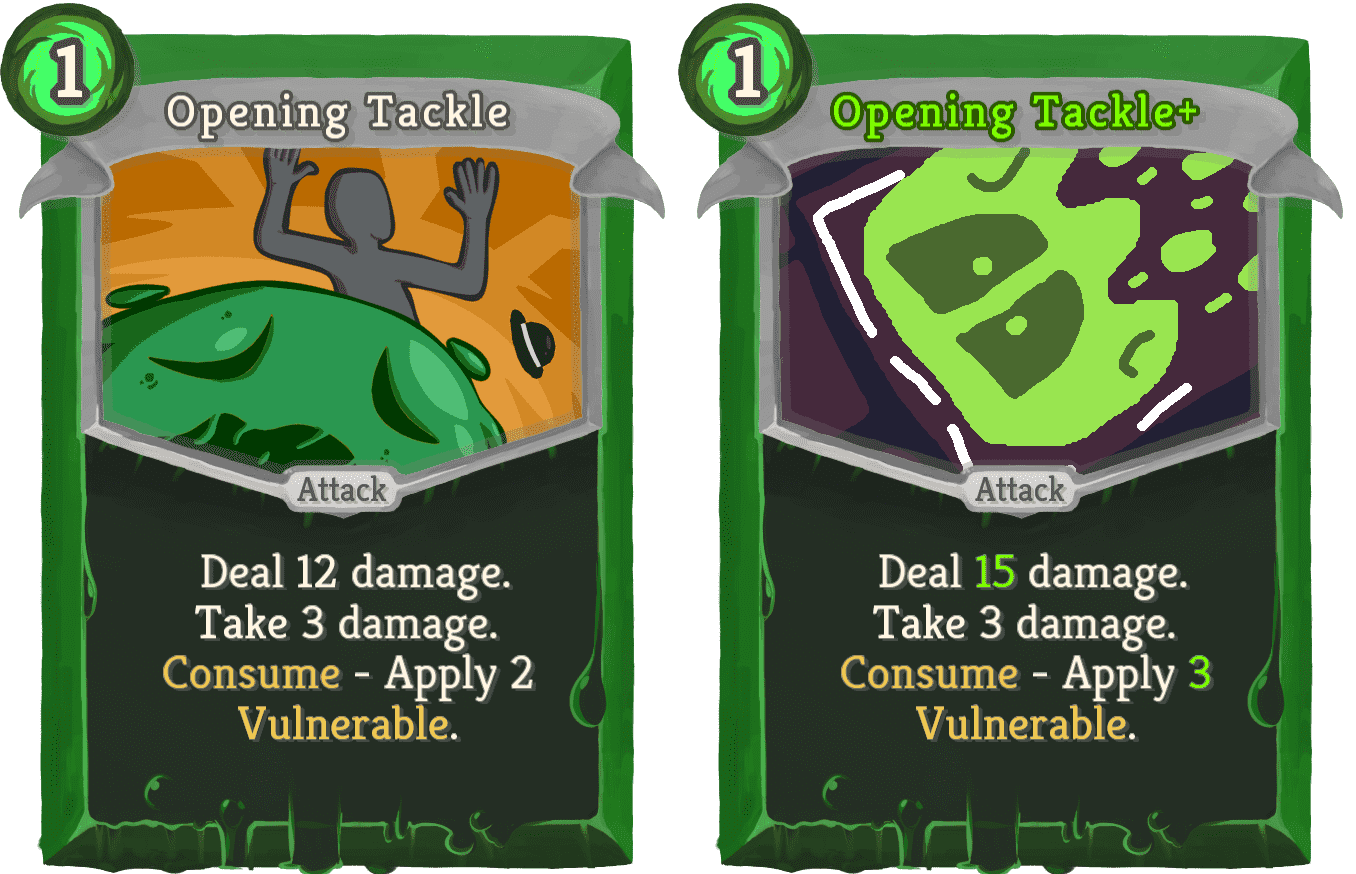 1
Opening Tackle
Attack
Deal 12 damage.
Take 3 damage.
Consume - Apply 2
Vulnerable.
1
Opening Tackle+
Attack
Deal 15 damage.
Take 3 damage.
Consume - Apply 3
Vulnerable.